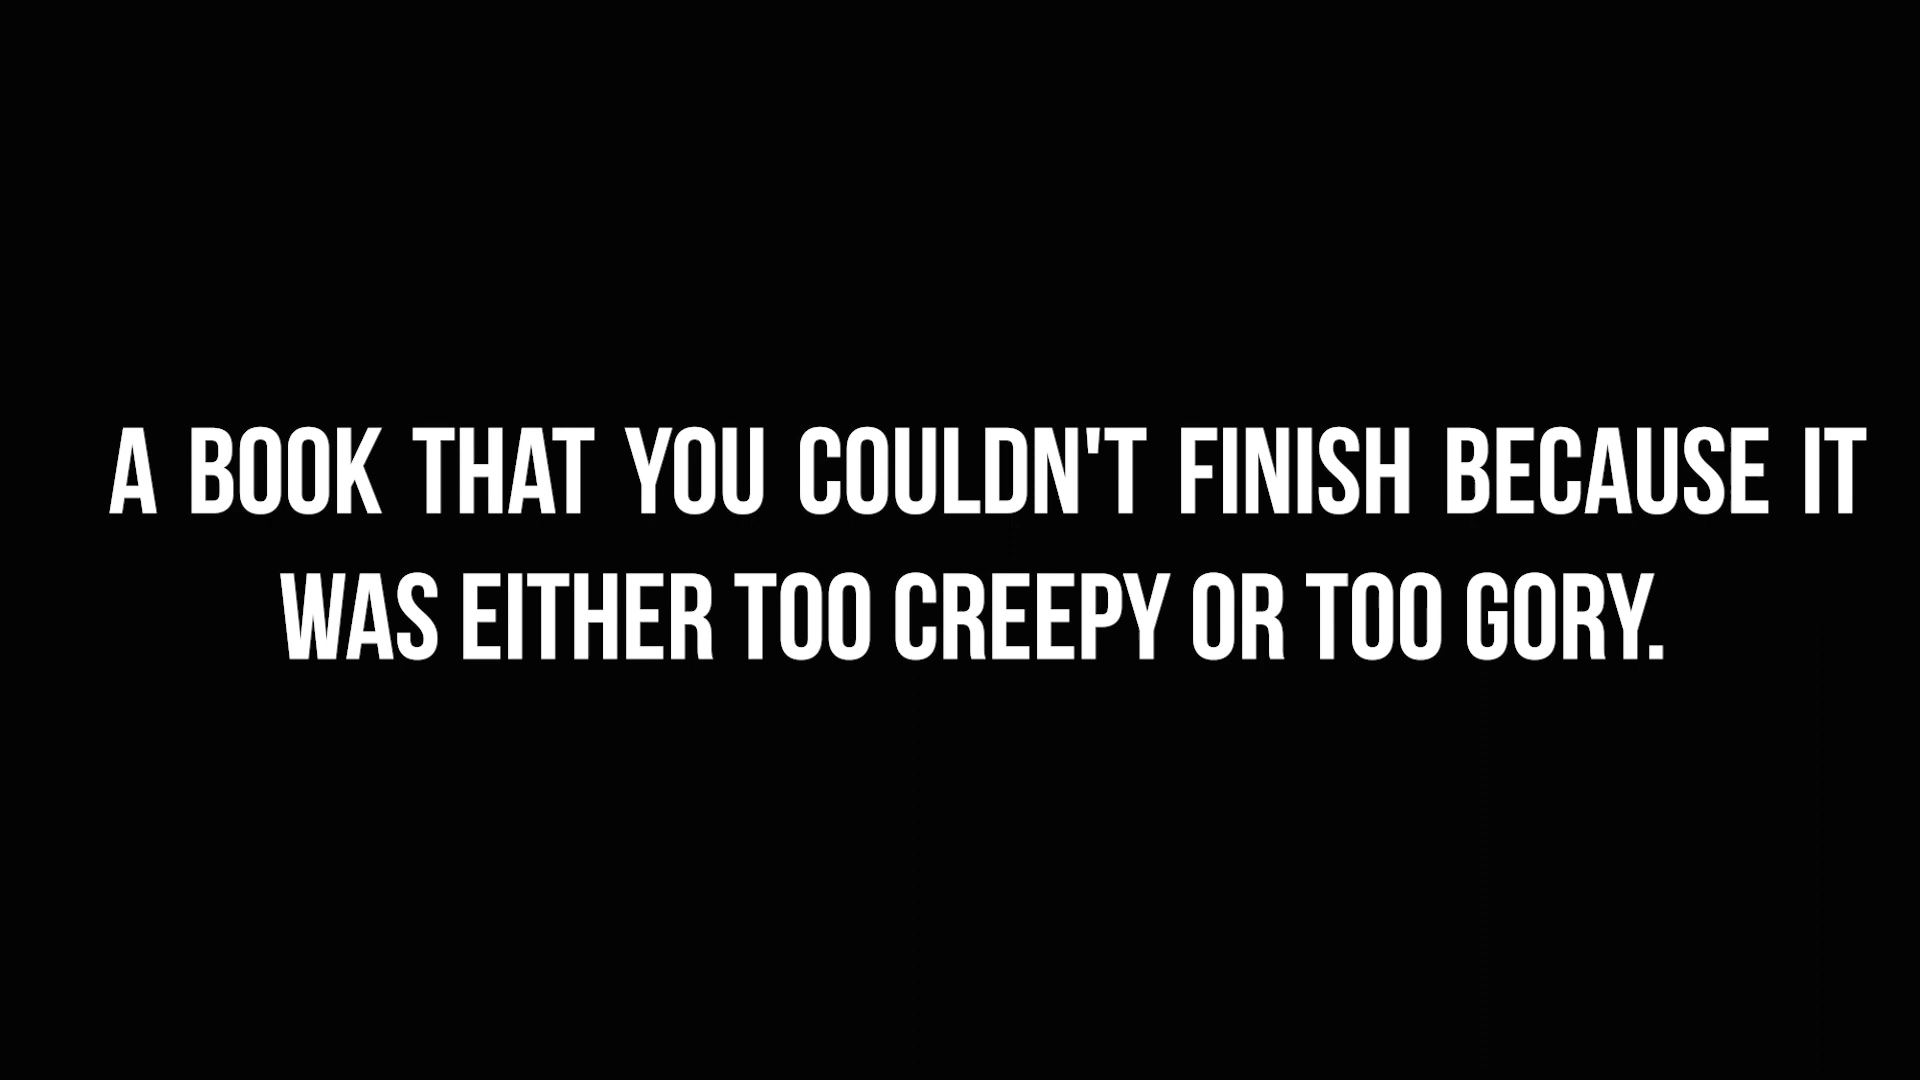 A BOOK THAT YOU COULDN'T FINISH BECAUSE IT
WAS EITHER TOO CREEPY OR TOO GORY.